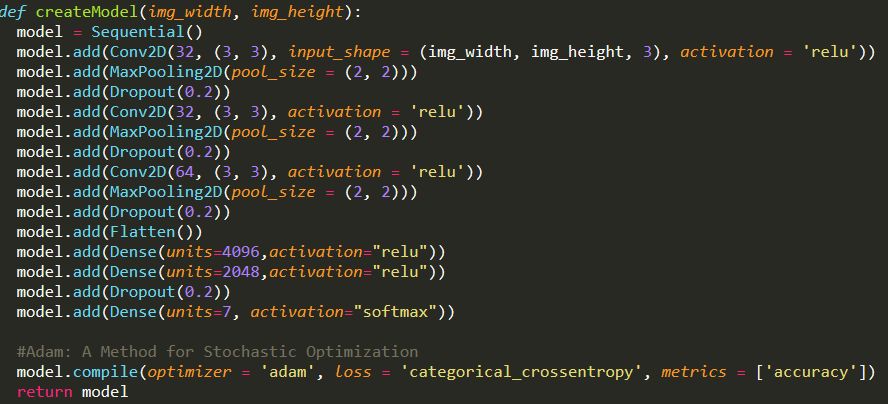 def createModel(img_width, img_height):
model = Sequential()
model.add(Conv2D(32, (3, 3), input_shape = (img_width, img_height, 3), activation = 'relu'))
model.add(MaxPooling2D(pool_size = (2, 2)))
model.add(Dropout(0.2))
model.add(Conv2D(32, (3, 3), activation = 'relu'))
model.add(MaxPooling2D(pool_size = (2, 2)))
model.add(Dropout(0.2))
model.add(Conv2D(64, (3, 3), activation = 'relu'))
model.add(MaxPooling2D(pool_size = (2, 2)))
model.add(Dropout(0.2))
model.add(Flatten())
model.add(Dense(units=4096,activation="relu"))
model.add(Dense(units=2048,activation="relu"))
model.add(Dropout(0.2))
model.add(Dense(units=7, activation="softmax"))
#Adam: A Method for Stochastic Optimization
model.compile(optimizer = 'adam', loss = 'categorical_crossentropy', metrics = ['accuracy'])
return model